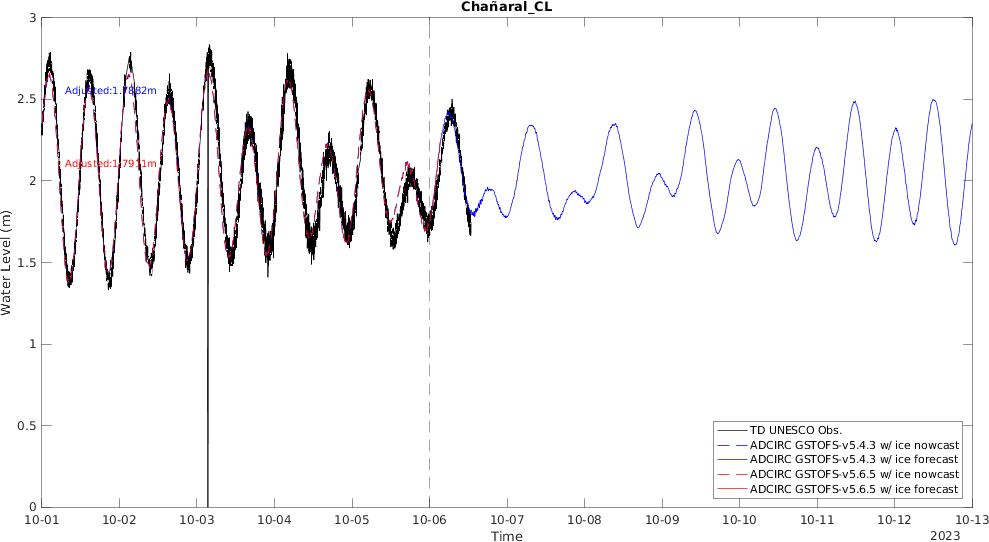 Chañaral_CL
Water Level (m)
3
2.5
2
1.5
1
0.5
0
Adjusted:1.7882m
Adjusted:1.7911m
TD UNESCO Obs.
ADCIRC GSTOFS-v5.4.3 w/ ice nowcast
ADCIRC GSTOFS-v5.4.3 w/ ice forecast
ADCIRC GSTOFS-v5.6.5 w/ ice nowcast
ADCIRC GSTOFS-v5.6.5 w/ ice forecast
10-01 10-02 10-03 10-04 10-05 10-06 10-07 10-08 10-09 10-10 10-11 10-12 10-13
Time
2023